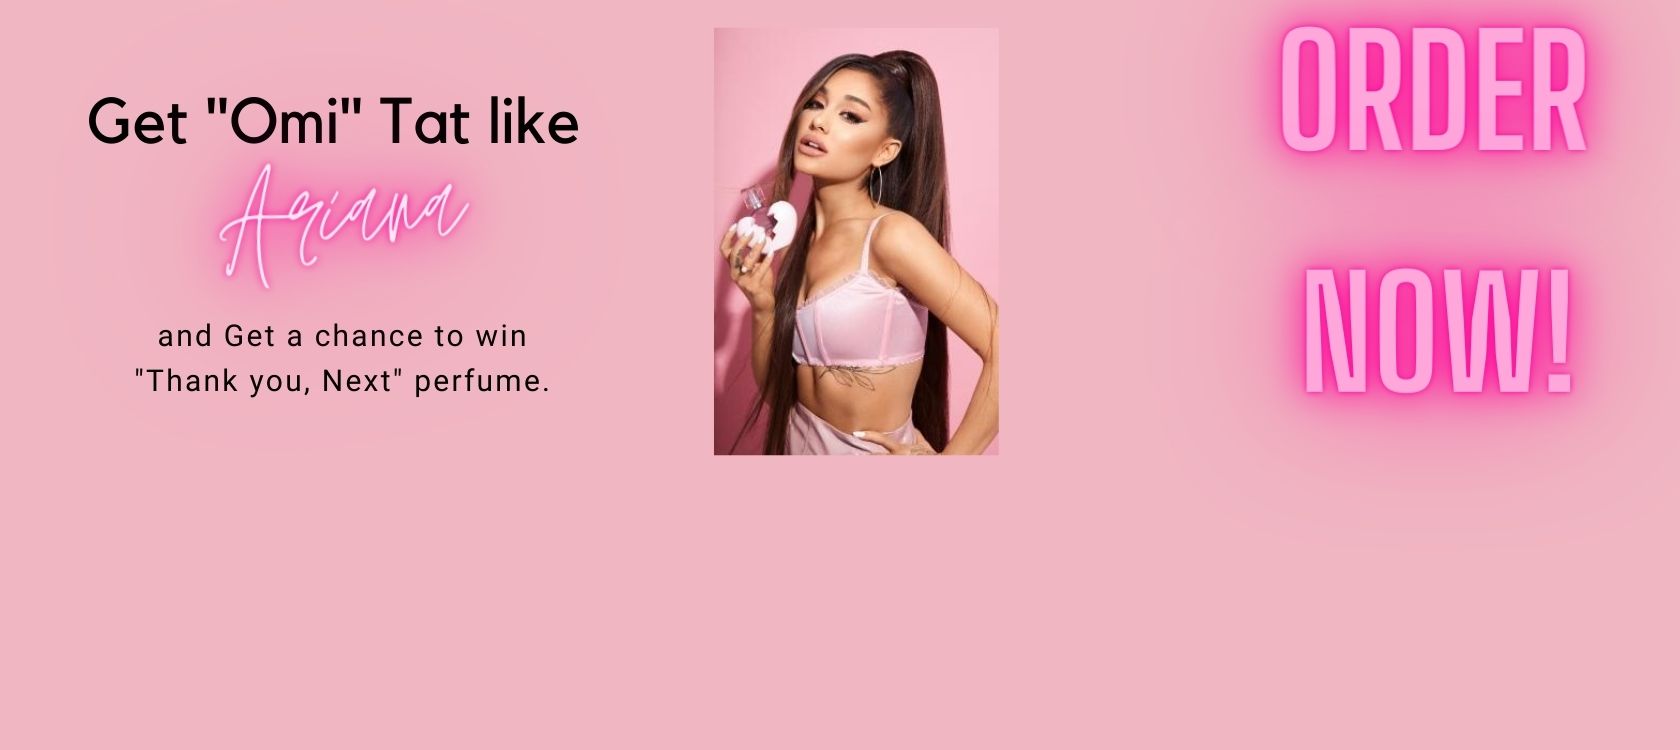 Get "Omi" Tat like
Ariana
and Get a chance to win
"Thank you, Next" perfume.
ORDER
NOW!